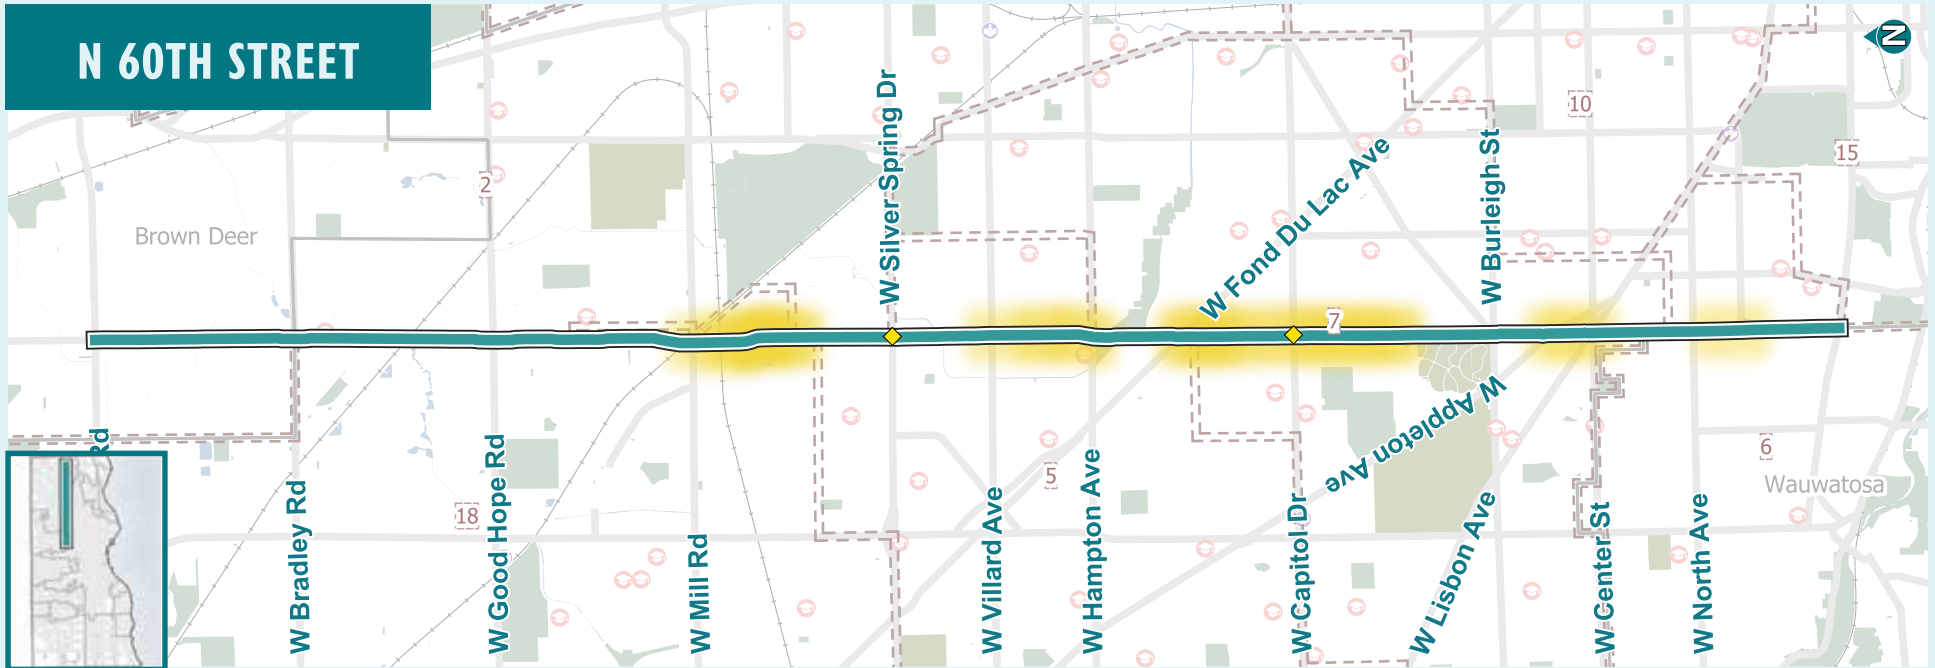 N 60TH STREET
N
10
15
2
Brown Deer
W Silver Spring Dr
W Fond Du Lac Ave
W Burleigh St
7
Rd
W Bradley Rd
18
W Good Hope Rd
W Mill Rd
W Villard Ave
5
W Hampton Ave
W Capitol Dr
W Appleton Ave
W Lisbon Ave
W Center St
W North Ave
6
Wauwatosa